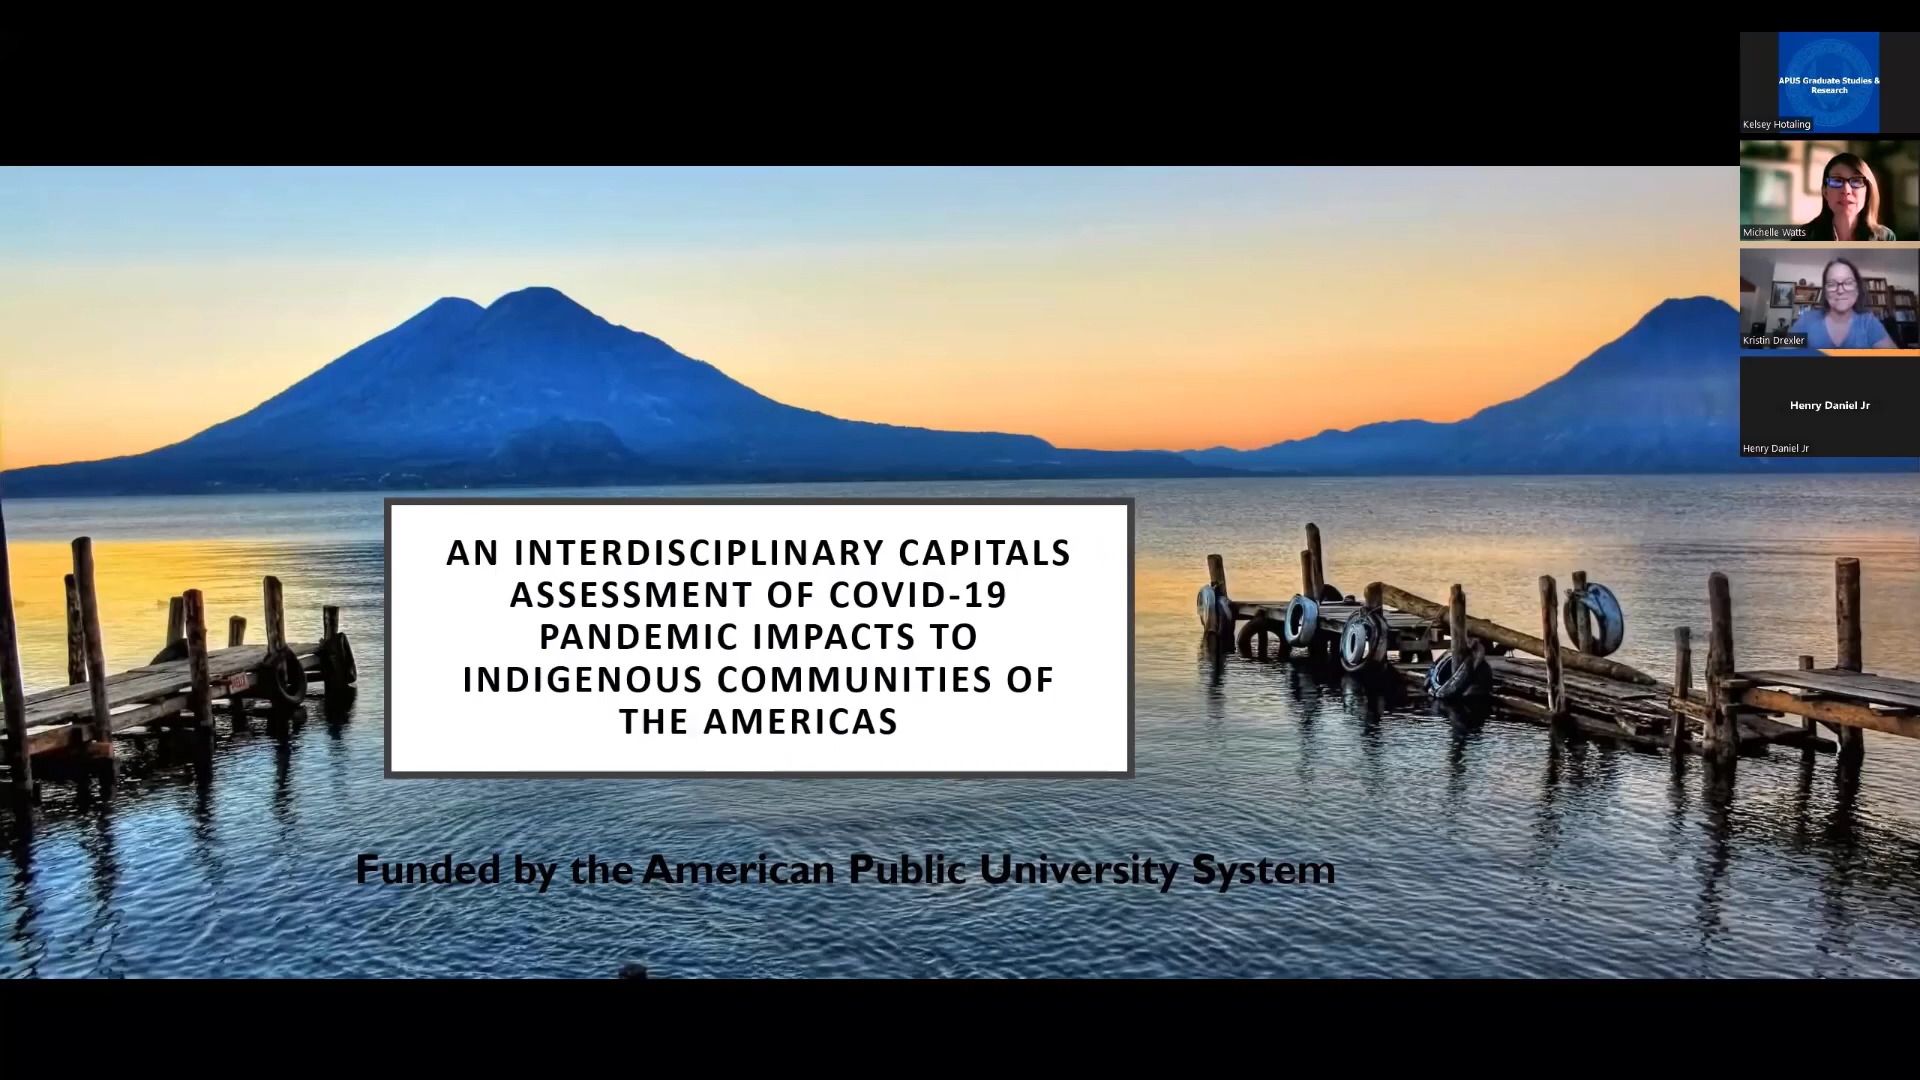 AN INTERDISCIPLINARY CAPITALS
ASSESSMENT OF COVID-19
PANDEMIC IMPACTS TO
INDIGENOUS COMMUNITIES OF
THE AMERICAS
Funded by the American Public University System
APUS Graduate Studies &
Research
Kelsey Hotaling
Michelle Watts
Kristin Drexler
Henry Daniel Jr
Henry Daniel Jr